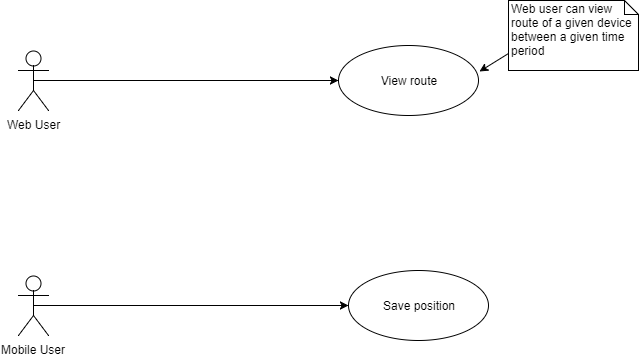 Web user can view
route of a given device
between a given time
period
View route
Web User
Save position
Mobile User